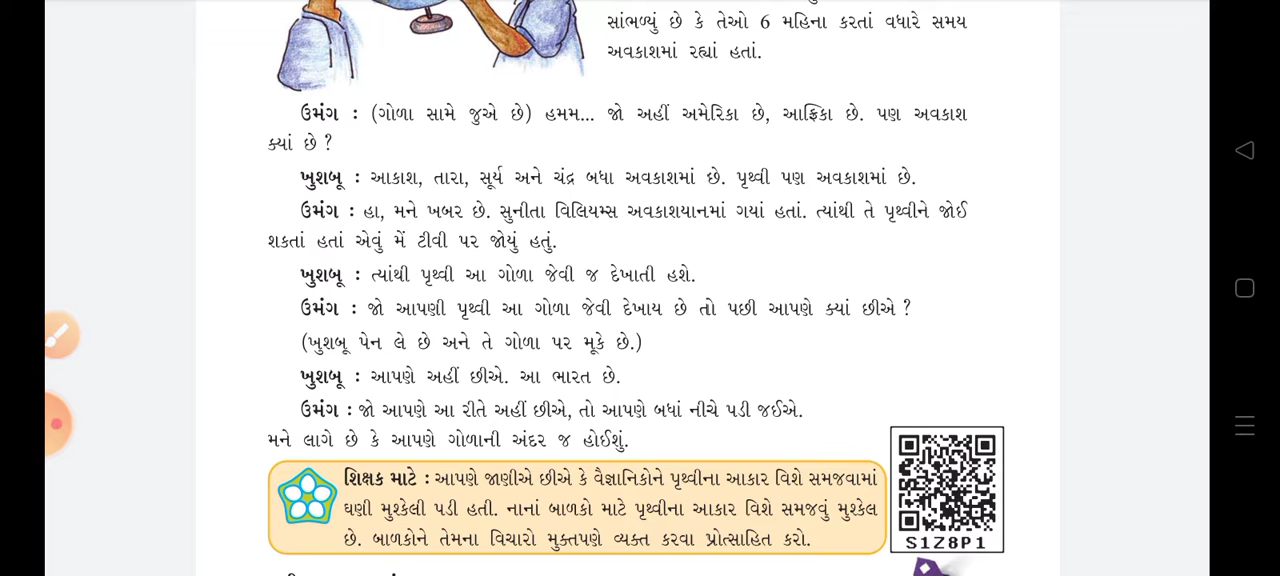 સાંભળ્યું છે કે તેઓ 6 મહિના કરતાં વધારે સમય
અવકાશમાં રહ્યાં હતાં.
ઉમંગ : (ગોળા સામે જુએ છે) હમમ... જો અહીં અમેરિકા છે, આફ્રિકા છે. પણ અવકાશ
ક્યાં છે ?
ખુશબૂ : આકાશ, તારા, સૂર્ય અને ચંદ્ર બધા અવકાશમાં છે. પૃથ્વી પણ અવકાશમાં છે.
ઉમંગ : હા, મને ખબર છે. સુનીતા વિલિયમ્સ અવકાશયાનમાં ગયાં હતાં. ત્યાંથી તે પૃથ્વીને જોઈ
શકતાં હતાં એવું મેં ટીવી પર જોયું હતું.
ખુશબૂ : ત્યાંથી પૃથ્વી આ ગોળા જેવી જ દેખાતી હશે.
ઉમંગ : જો આપણી પૃથ્વી આ ગોળા જેવી દેખાય છે તો પછી આપણે ક્યાં છીએ ?
(ખુશબૂ પેન લે છે અને તે ગોળા પર મૂકે છે.)
ખુશબૂ : આપણે અહીં છીએ. આ ભારત છે.
ઉમંગ : જો આપણે આ રીતે અહીં છીએ, તો આપણે બધાં નીચે પડી જઈએ.
મને લાગે છે કે આપણે ગોળાની અંદર જ હોઈશું.
શિક્ષક માટે : આપણે જાણીએ છીએ કે વૈજ્ઞાનિકોને પૃથ્વીના આકાર વિશે સમજવામાં
ઘણી મુશ્કેલી પડી હતી. નાનાં બાળકો માટે પૃથ્વીના આકાર વિશે સમજવું મુશ્કેલ
છે. બાળકોને તેમના વિચારો મુક્તપણે વ્યક્ત કરવા પ્રોત્સાહિત કરો.
S1Z8P1